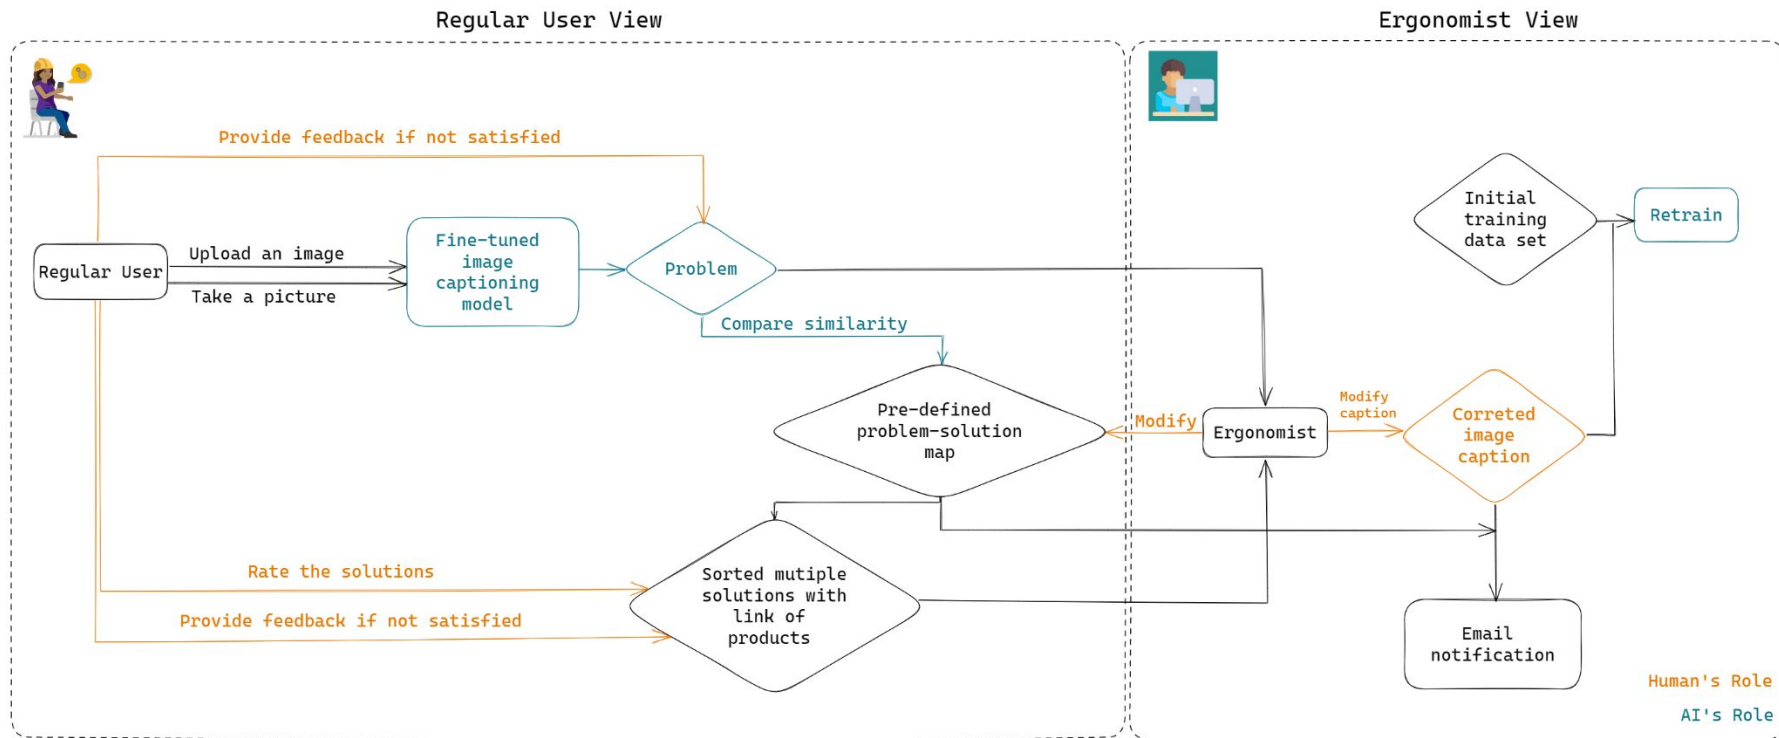 Regular User View
Ergonomist View
Provide feedback if not satisfied
Regular User
Upload an image
Take a picture
Fine-tuned
image
captioning
model
Problem
Compare similarity
Pre-defined
problem-solution
map
Modify
Ergonomist
Modify
caption
Correted
image
caption
Initial
training
data set
Retrain
Rate the solutions
Provide feedback if not satisfied
Sorted mutiple
solutions with
link of
products
Email
notification
Human's Role
AI's Role